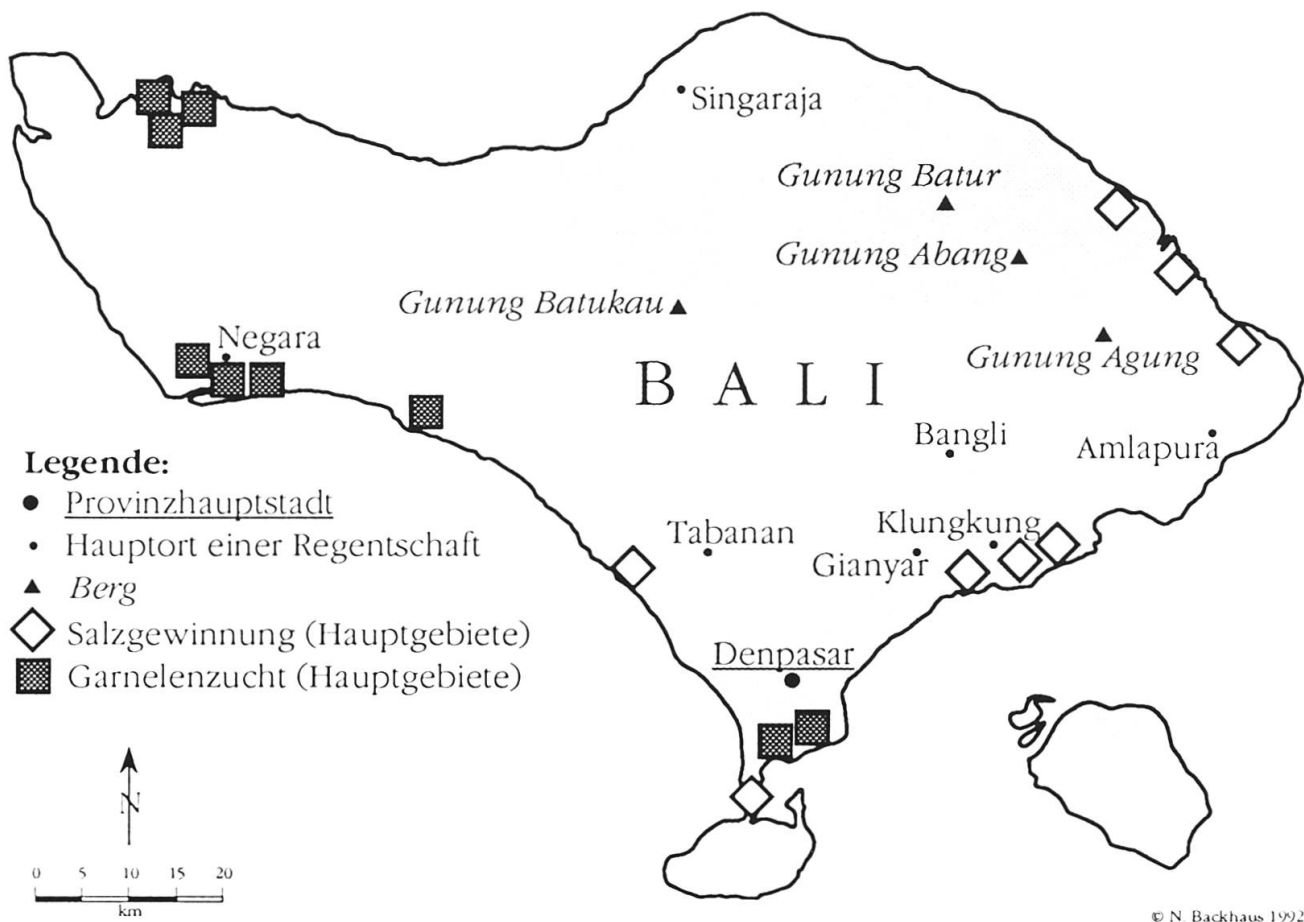 Singaraja
Gunung Batur
Gunung Abang
Gunung Batukau
Negara
Gunung Agung
BALI
Bangli
Amlapura
Legende:
Provinzhauptstadt
Hauptort einer Regentschaft
Berg
Salzgewinnung (Hauptgebiete)
Garnelenzucht (Hauptgebiete)
Tabanan
Klungkung
Gianyar
Denpasar
N
0 5 10 15 20
km
© N. Backhaus 1992